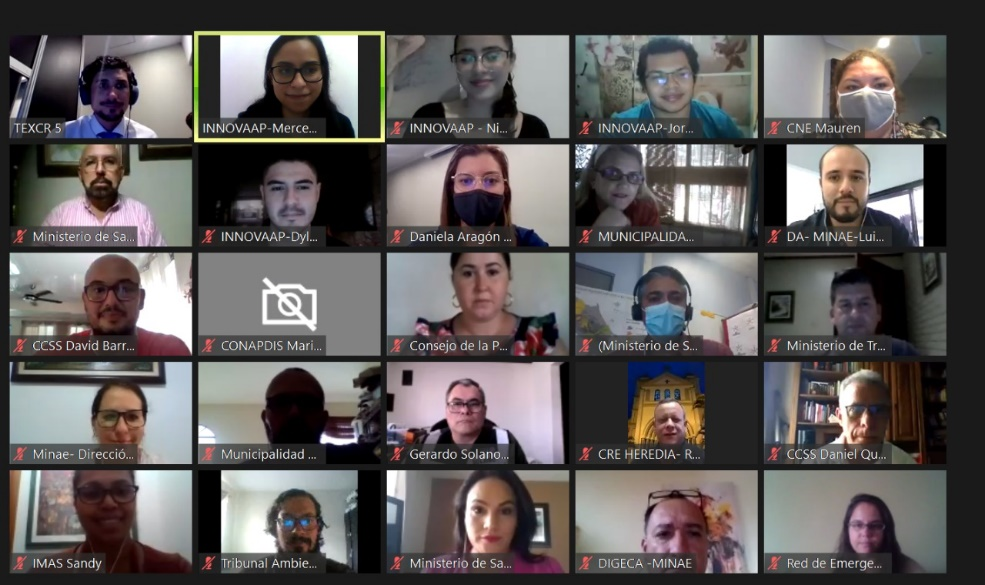 TEXCR 5
INNOVAAP-Merce...
INNOVAAP - Ni...
INNOVAAP-Jor...
CNE Mauren
Ministerio de Sa...
INNOVAAP-Dyl...
Daniela Aragón ...
MUNICIPALIDA...
DA- MINAE-Lui...
CCSS David Barr...
CONAPDIS Mari...
Consejo de la P...
(Ministerio de S...
Ministerio de Tr...
Minae- Direcció...
Municipalidad ...
Gerardo Solano...
CRE HEREDIA- R...
CCSS Daniel Qu...
IMAS Sandy
Tribunal Ambie...
Ministerio de Sa...
DIGECA -MINAE
Red de Emerge...